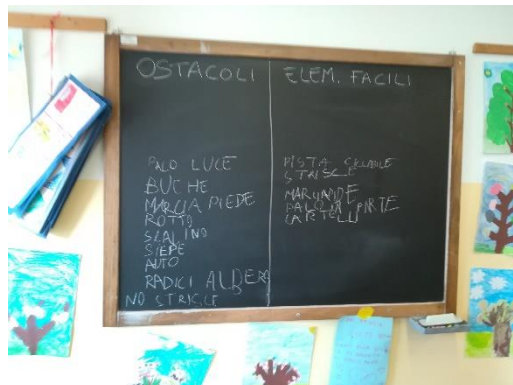 OSTACOLI
PALO LUCE
BUCHE
MARCIA PIEDE
ROTTO
SCALINO
SIEPE
AUTO
RADICI ALBERO
NO STRISCE
ELEM. FACILI
PISTA CICLABILE
STRISCE
MARCIAPIEDE
PALO IN PARTE
CARTELLI